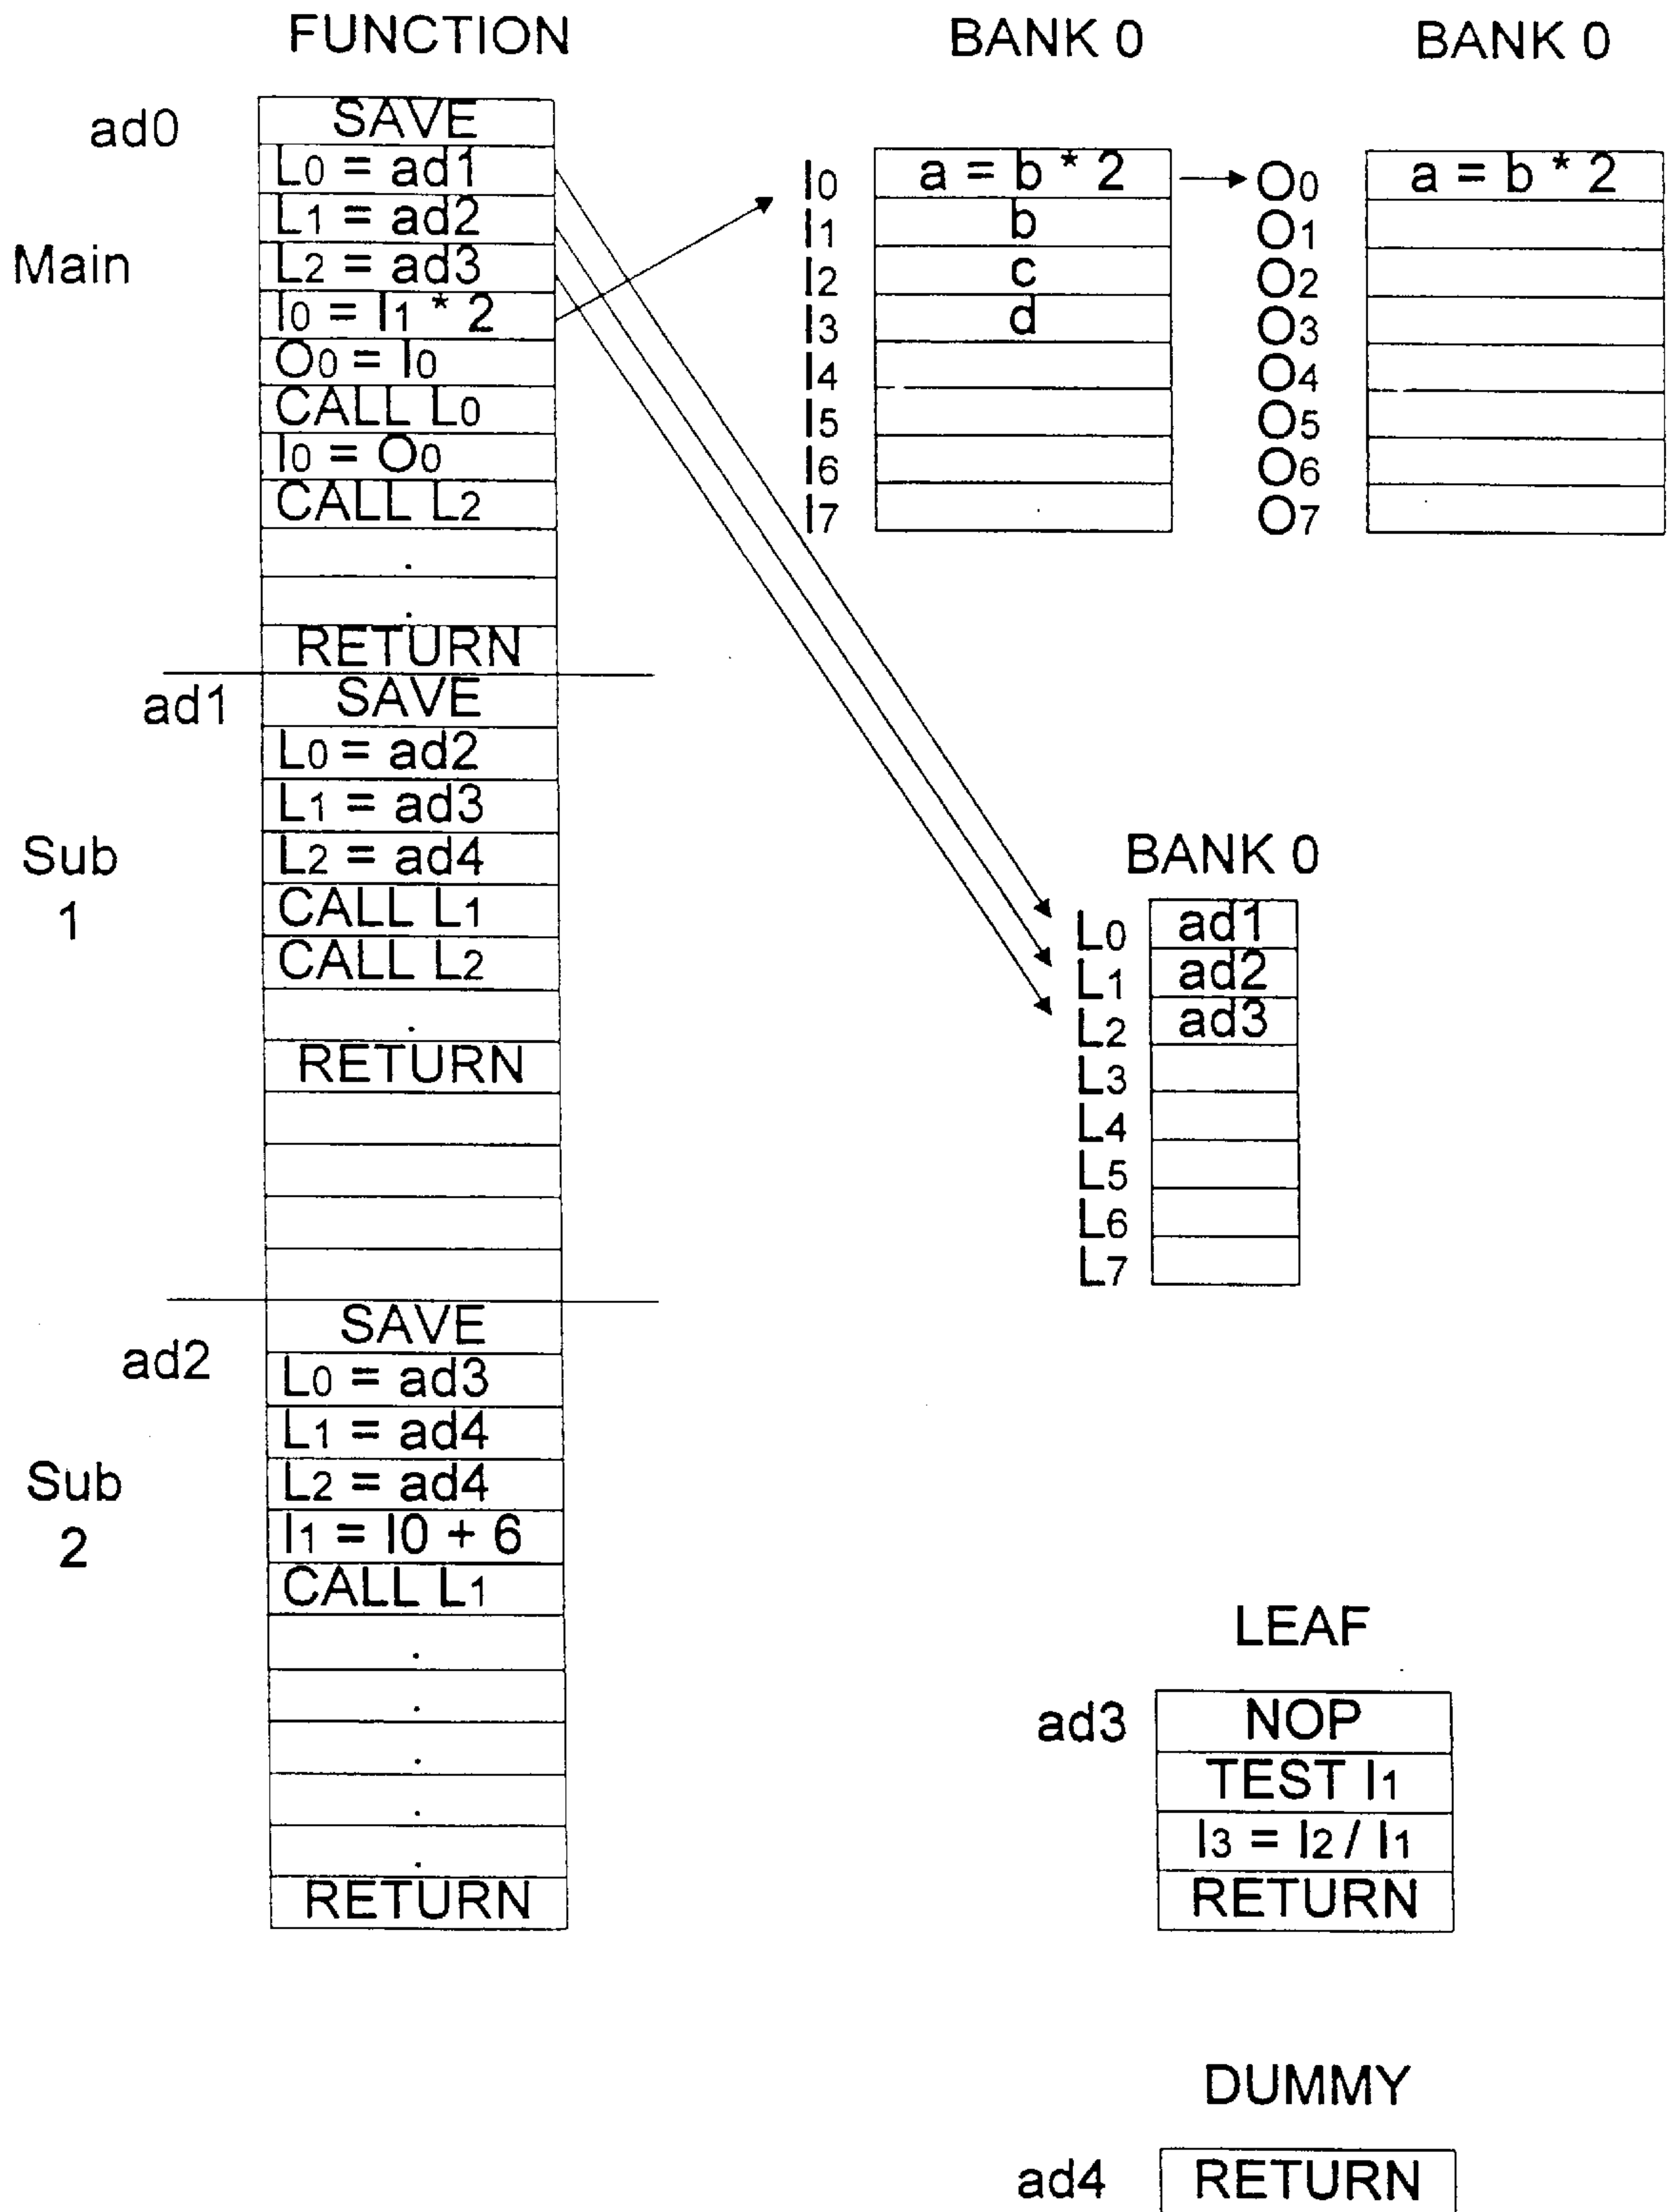 FUNCTION
ad0
Main
SAVE
L0 = ad1
L1 = ad2
L2 = ad3
I0 = I1 * 2
O0 = I0
CALL L0
I0 = O0
CALL L2
.
.
RETURN
ad1
Sub
1
SAVE
L0 = ad2
L1 = ad3
L2 = ad4
CALL L1
CALL L2
.
RETURN
ad2
Sub
2
SAVE
L0 = ad3
L1 = ad4
L2 = ad4
I1 = I0 + 6
CALL L1
.
.
.
.
.
RETURN
BANK 0
I0 a = b * 2
I1 b
I2 c
I3 d
I4
I5
I6
I7
BANK 0
O0 a = b * 2
O1
O2
O3
O4
O5
O6
O7
BANK 0
L0 ad1
L1 ad2
L2 ad3
L3
L4
L5
L6
L7
LEAF
ad3 NOP
TEST I1
I3 = I2 / I1
RETURN
DUMMY
ad4 RETURN